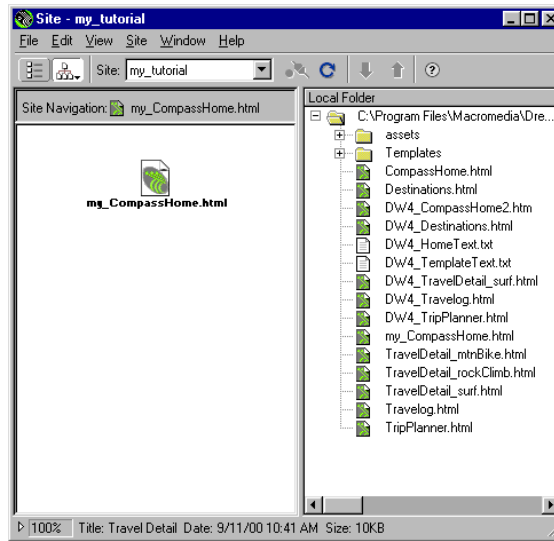 Site - my_tutorial
File Edit View Site Window Help
Site: my_tutorial
Site Navigation: my_CompassHome.html
my_CompassHome.html
Local Folder
C:\Program Files\Macromedia\Dre...
assets
Templates
CompassHome.html
Destinations.html
DW4_CompassHome2.htm
DW4_Destinations.html
DW4_HomeText.txt
DW4_TemplateText.txt
DW4_TravelDetail_surf.html
DW4_Travelog.html
DW4_TripPlanner.html
my_CompassHome.html
TravelDetail_mtnBike.html
TravelDetail_rockClimb.html
TravelDetail_surf.html
Travelog.html
TripPlanner.html
100% Title: Travel Detail Date: 9/11/00 10:41 AM Size: 10KB